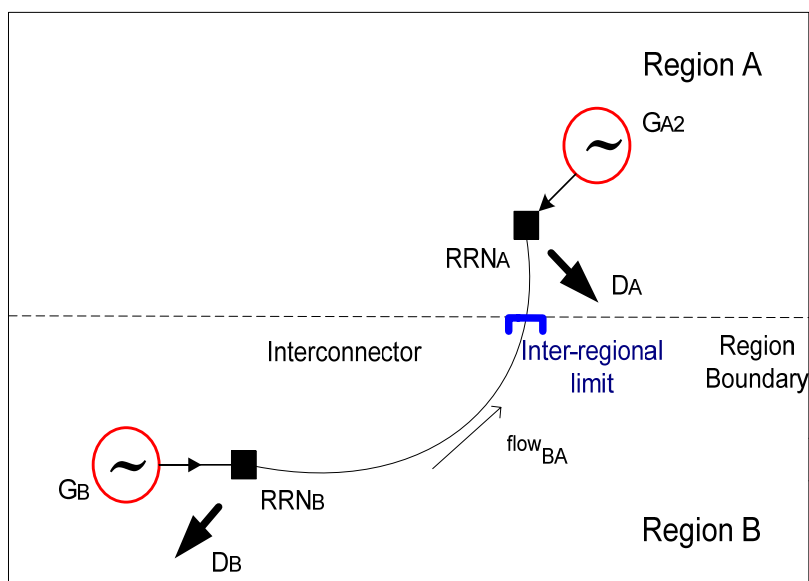 Region A
GA2
RRNA
DA
Interconnector
Inter-regional
limit
Region
Boundary
flowBA
GB
RRNB
DB
Region B